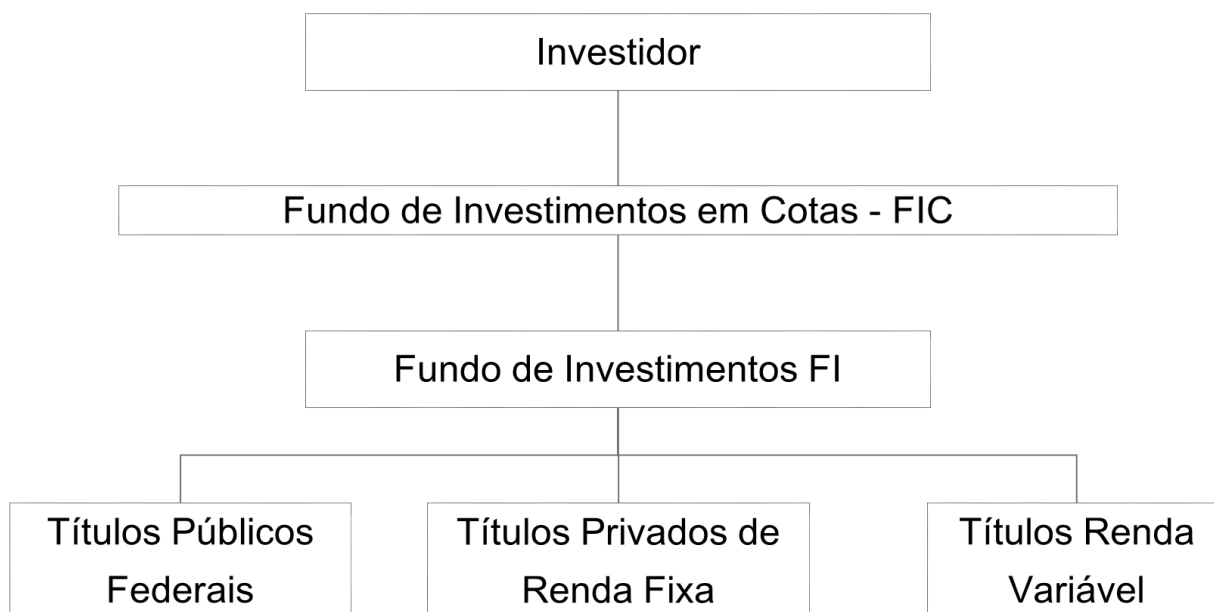 Investidor
Fundo de Investimentos em Cotas - FIC
Fundo de Investimentos FI
Títulos Públicos
Federais
Títulos Privados de
Renda Fixa
Títulos Renda
Variável